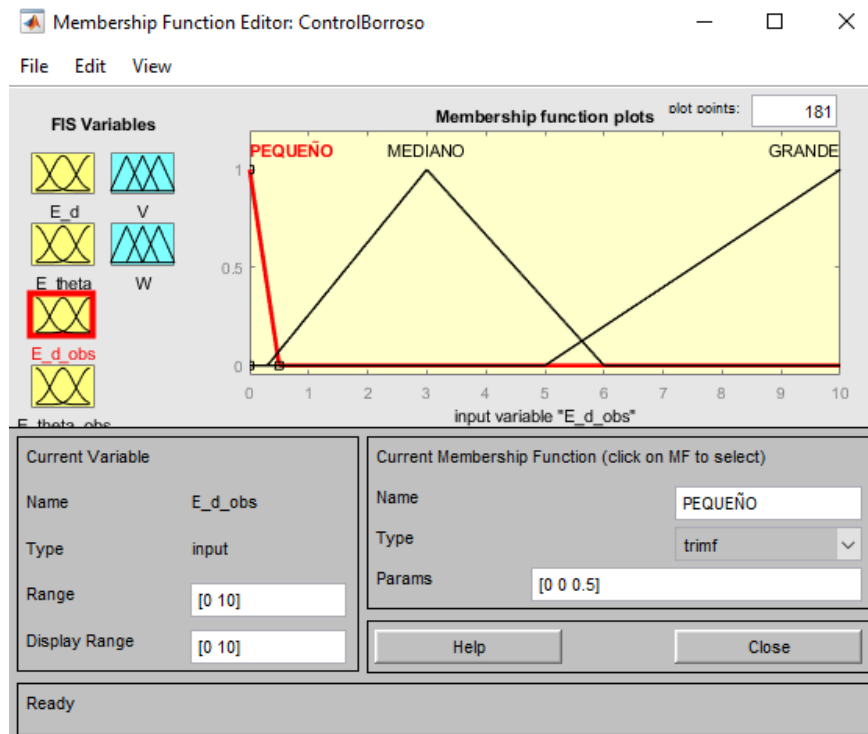 Membership Function Editor: ControlBorroso
File Edit View
FIS Variables
E_d V
E_theta W
E_d_obs
E_theta_obs
Membership function plots plot points: 181
PEQUEÑO MEDIANO GRANDE
1
0.5
0
0 1 2 3 4 5 6 7 8 9 10
input variable "E_d_obs"
Current Variable
Name E_d_obs
Type input
Range [0 10]
Display Range [0 10]
Current Membership Function (click on MF to select)
Name PEQUEÑO
Type trimf
Params [0 0 0.5]
Help Close
Ready